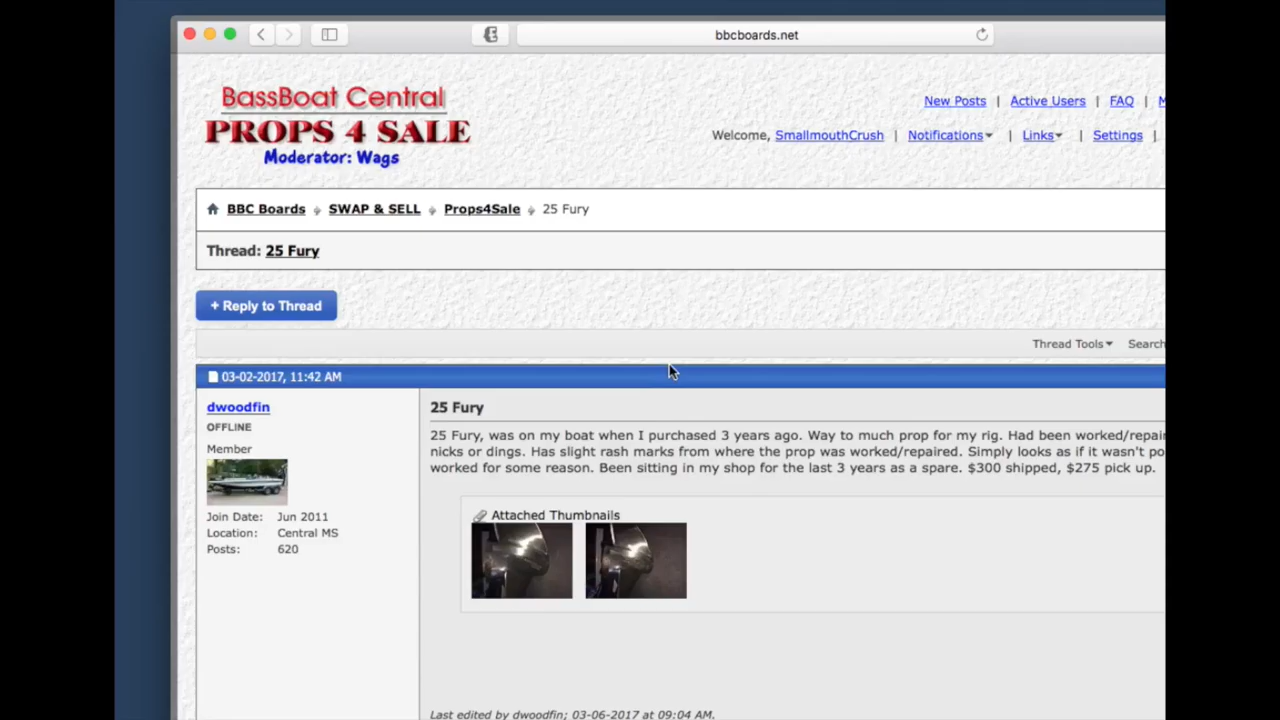 bbcboards.net
BassBoat Central
PROPS 4 SALE
Moderator: Wags
New Posts | Active Users | FAQ |
Welcome, SmallmouthCrush | Notifications | Links | Settings |
BBC Boards SWAP & SELL Props4Sale 25 Fury
Thread: 25 Fury
+ Reply to Thread
Thread Tools Search
03-02-2017, 11:42 AM
dwoodfin
OFFLINE
Member
Join Date: Jun 2011
Location: Central MS
Posts: 620
25 Fury
25 Fury, was on my boat when I purchased 3 years ago. Way to much prop for my rig. Had been
nicks or dings. Has slight rash marks from where the prop was worked/repaired. Simply looks as if it wasn't
worked for some reason. Been sitting in my shop for the last 3 years as a spare. $300 shipped, $275 pick up.
Attached Thumbnails
Last edited by dwoodfin; 03-06-2017 at 09:04 AM.